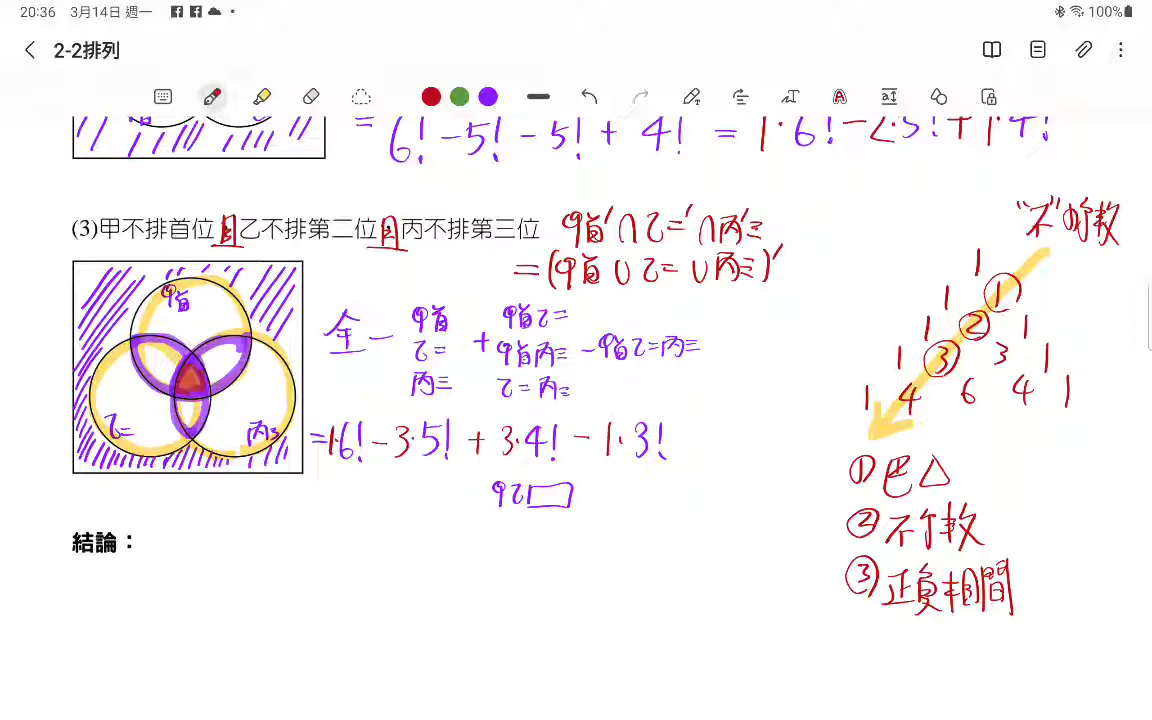 20:36 3月14日 週一 100%
2-2排列
= 6! - 5! - 5! + 4! = 1·6! - 2·5! + 1·4!
(3)甲不排首位且乙不排第二位且丙不排第三位 甲首'∩乙二'∩丙三'
=(甲首∪乙二∪丙三)'
"不"的個數
甲首
乙二
丙三
全 - 甲首 乙二 丙三 + 甲首乙二 甲首丙三 乙二丙三 - 甲首乙二丙三
=1·6! - 3·5! + 3·4! - 1·3!
甲乙
1
1 1
1 2 1
1 3 3 1
1 4 6 4 1
①巴△
②不個數
③正負相間
結論：